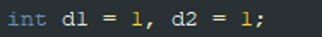 int d1 = 1, d2 = 1;